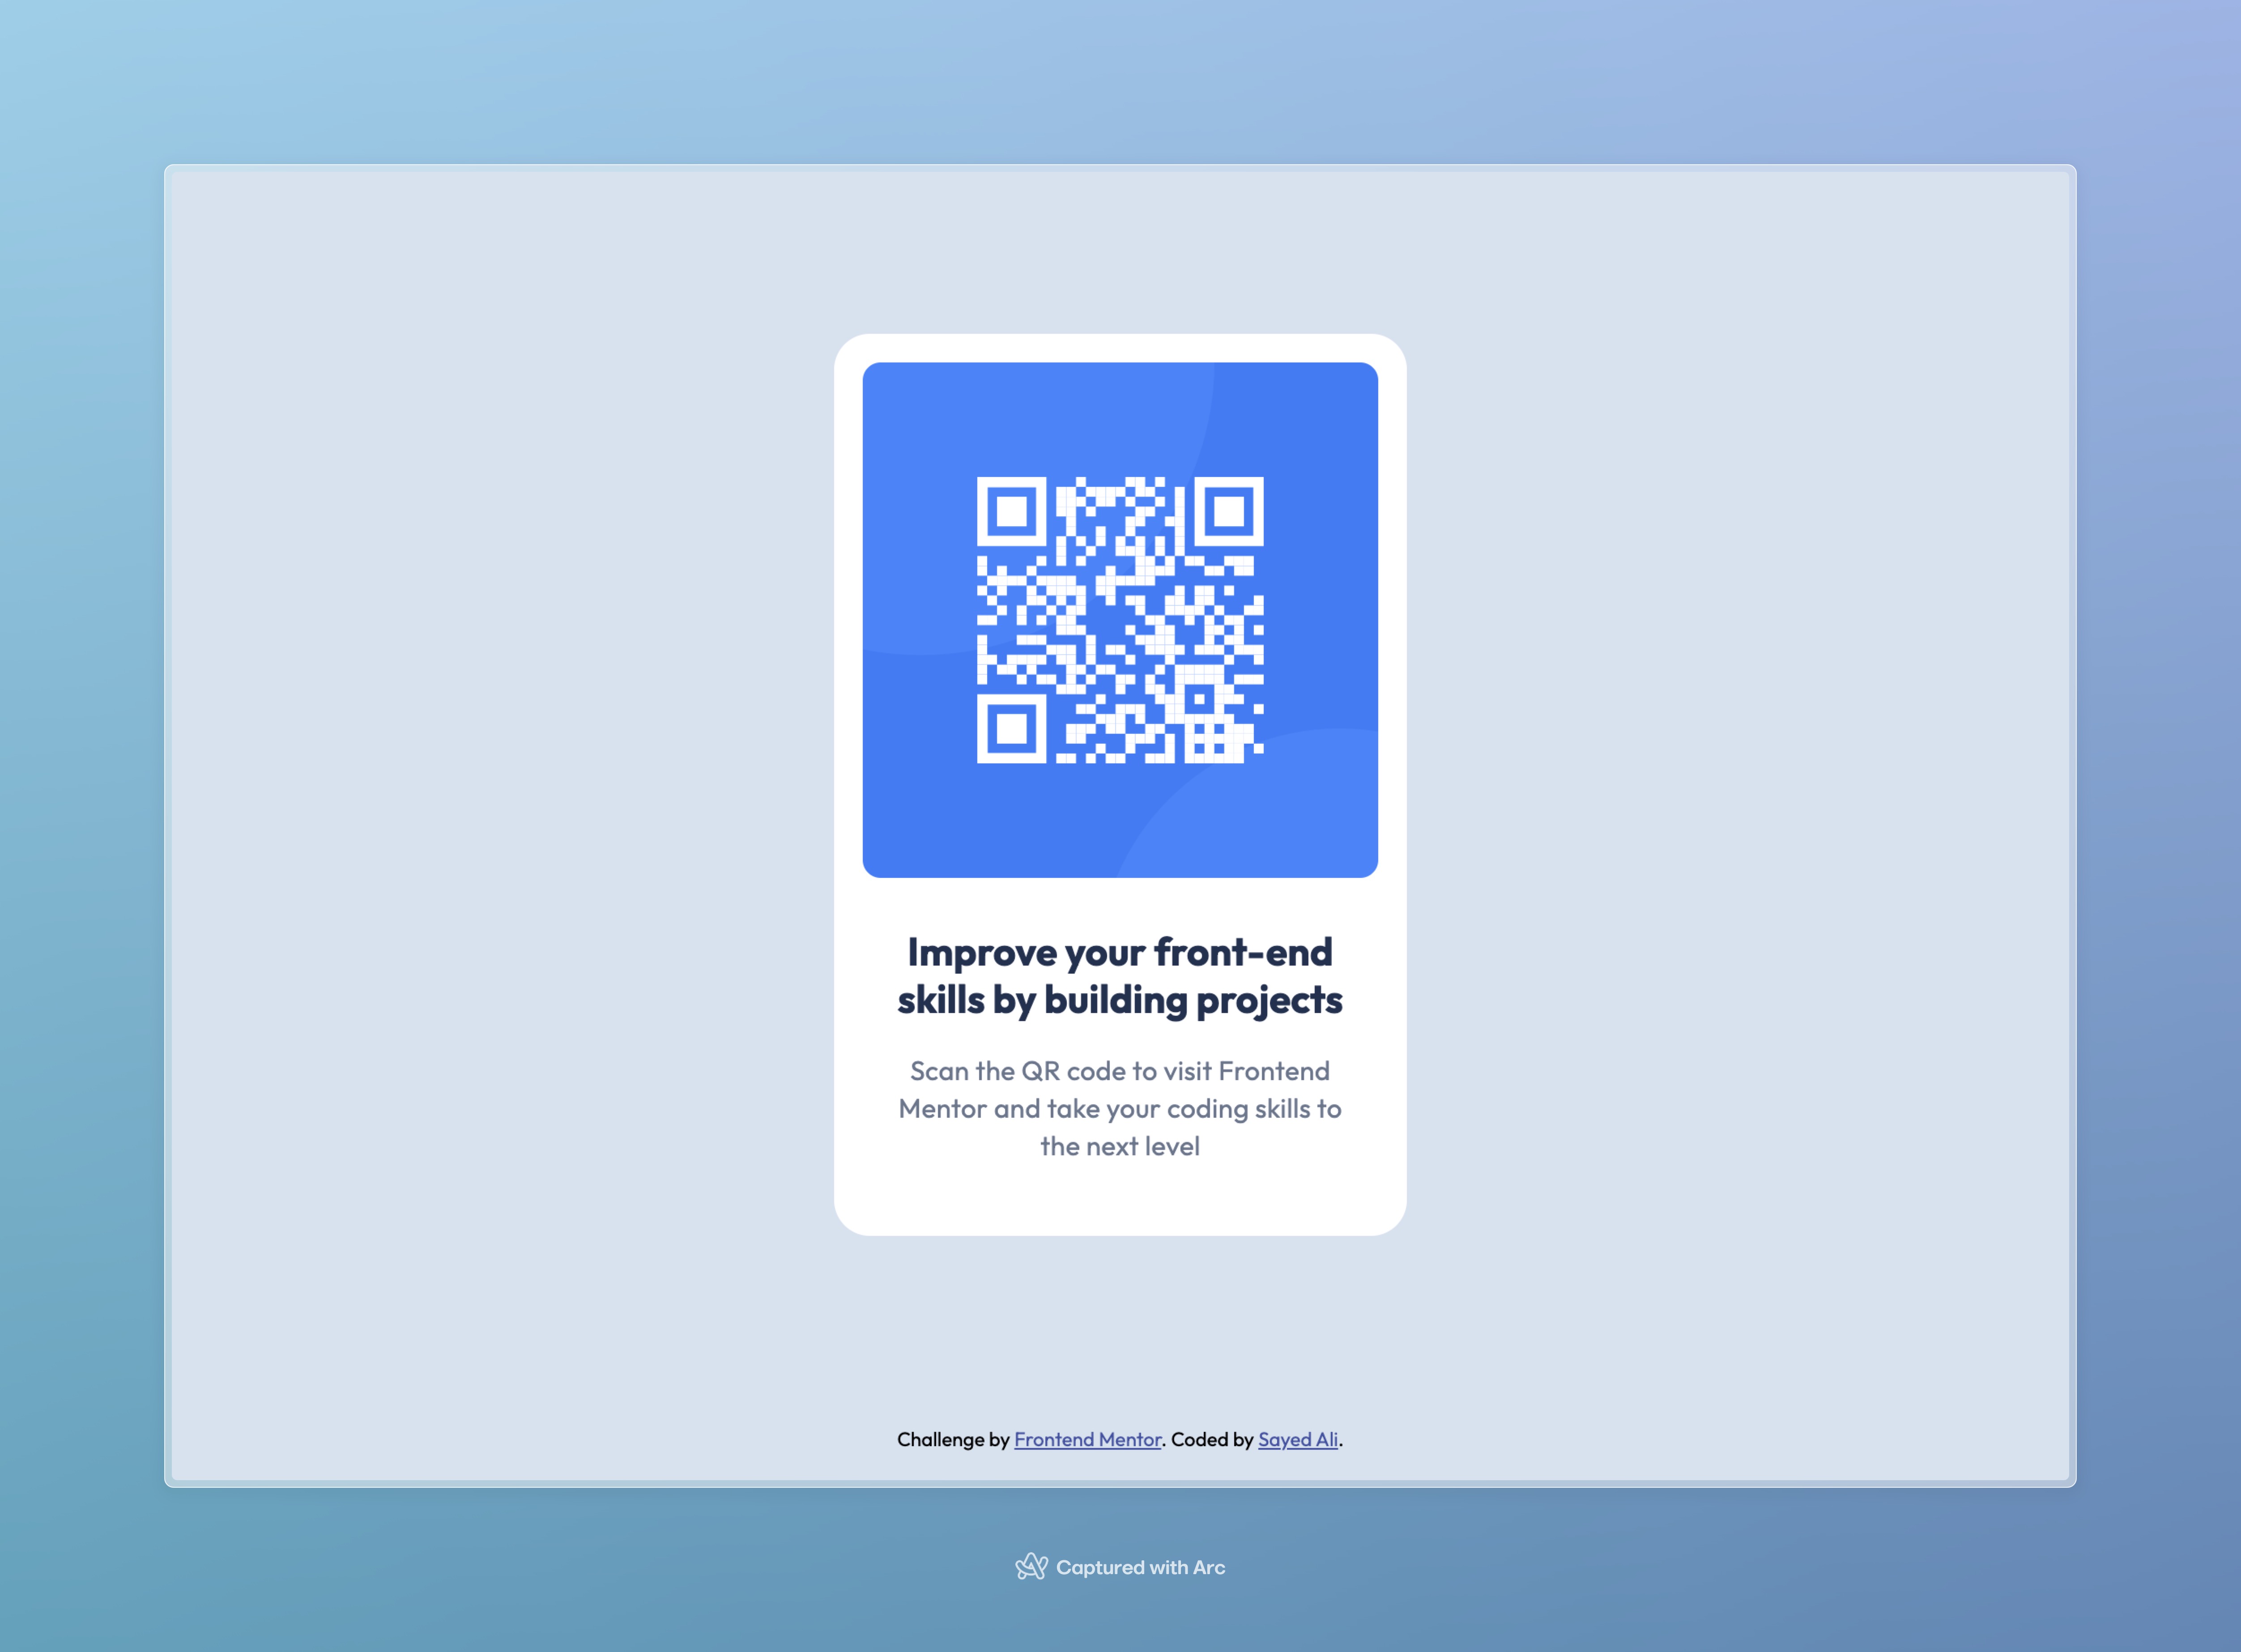 Improve your front-end
skills by building projects
Scan the QR code to visit Frontend
Mentor and take your coding skills to
the next level
Challenge by Frontend Mentor. Coded by Sayed Ali.
Captured with Arc